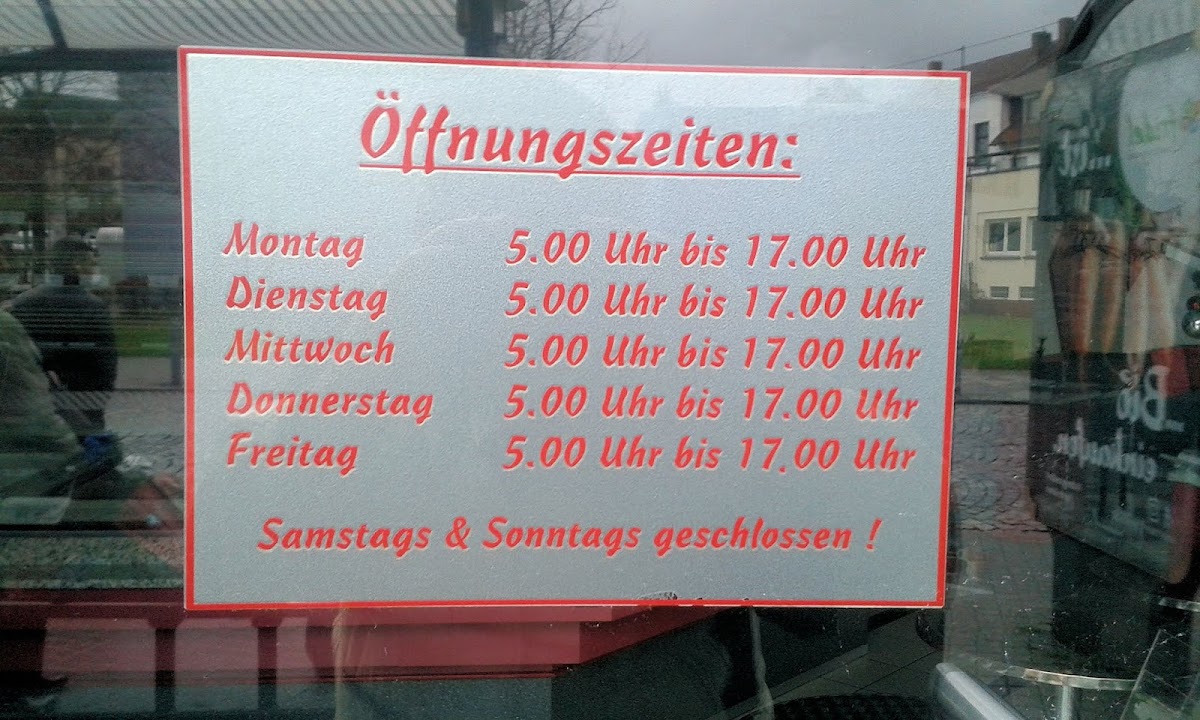 Öffnungszeiten:
Montag 5.00 Uhr bis 17.00 Uhr
Dienstag 5.00 Uhr bis 17.00 Uhr
Mittwoch 5.00 Uhr bis 17.00 Uhr
Donnerstag 5.00 Uhr bis 17.00 Uhr
Freitag 5.00 Uhr bis 17.00 Uhr
Samstags & Sonntags geschlossen !
...Bio
einkaufen